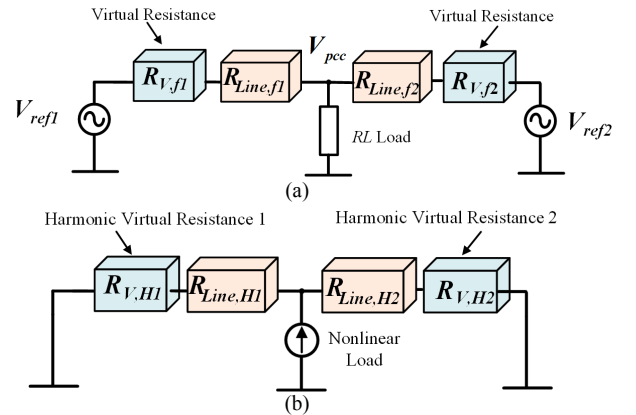 Virtual Resistance
Virtual Resistance
V_pcc
R_V,f1
R_Line,f1
R_Line,f2
R_V,f2
V_ref1
RL Load
V_ref2
(a)
Harmonic Virtual Resistance 1
Harmonic Virtual Resistance 2
R_V,H1
R_Line,H1
R_Line,H2
R_V,H2
Nonlinear
Load
(b)